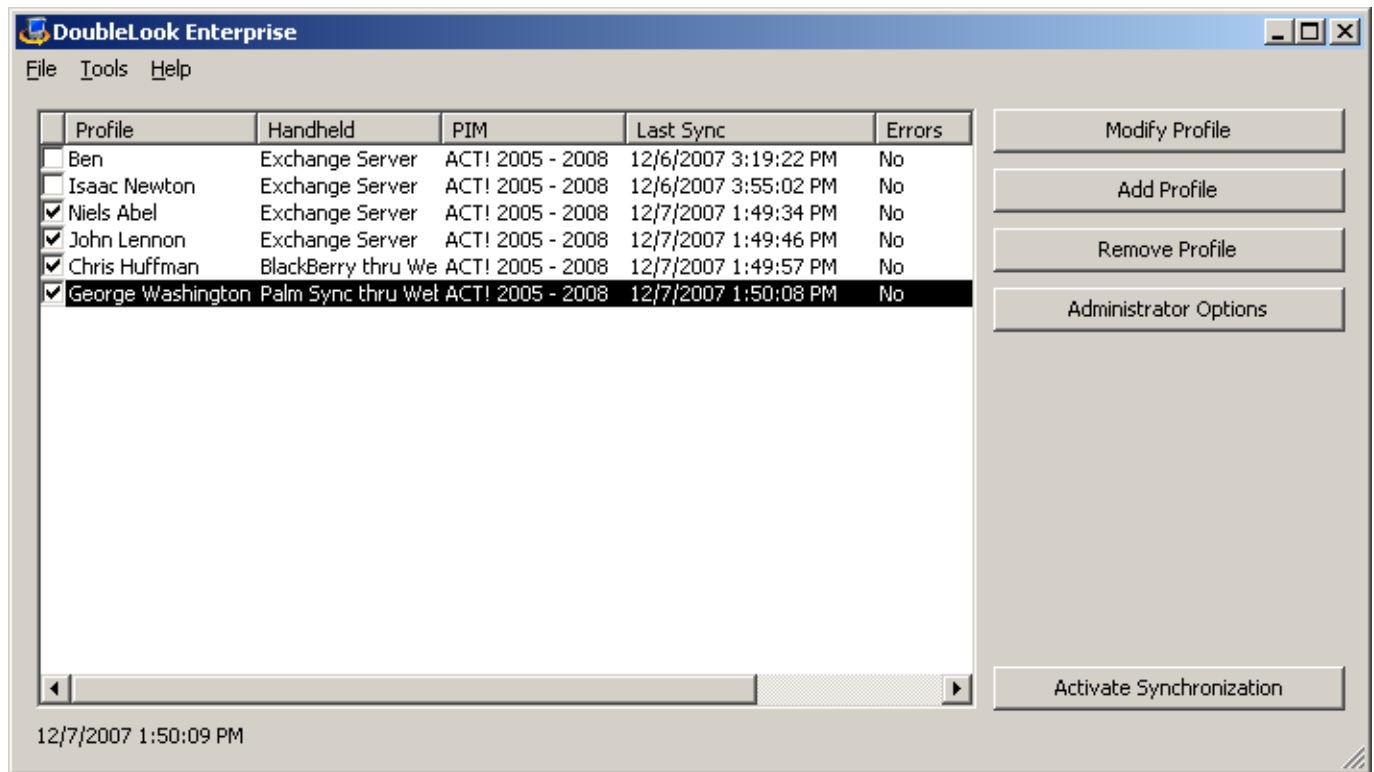 DoubleLook Enterprise
File Tools Help
Profile Handheld PIM Last Sync Errors
Ben Exchange Server ACT! 2005 - 2008 12/6/2007 3:19:22 PM No
Isaac Newton Exchange Server ACT! 2005 - 2008 12/6/2007 3:55:02 PM No
Niels Abel Exchange Server ACT! 2005 - 2008 12/7/2007 1:49:34 PM No
John Lennon Exchange Server ACT! 2005 - 2008 12/7/2007 1:49:46 PM No
Chris Huffman BlackBerry thru We ACT! 2005 - 2008 12/7/2007 1:49:57 PM No
George Washington Palm Sync thru Wel ACT! 2005 - 2008 12/7/2007 1:50:08 PM No
Modify Profile
Add Profile
Remove Profile
Administrator Options
Activate Synchronization
12/7/2007 1:50:09 PM